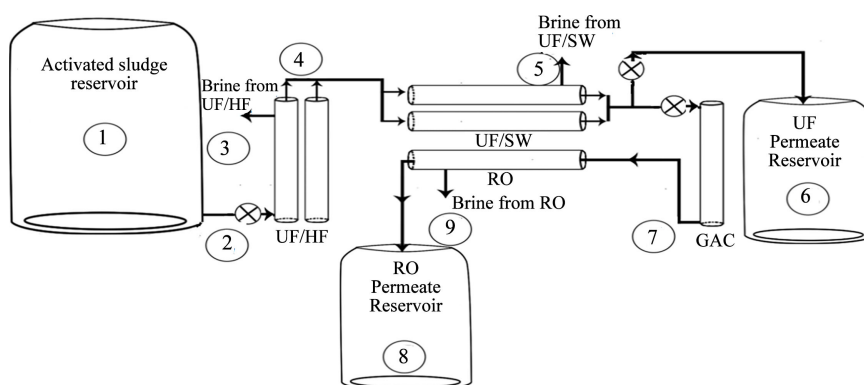 Activated sludge
reservoir
1
2
Brine from
UF/HF
3
4
UF/HF
Brine from
UF/SW
5
UF/SW
RO
Brine from RO
9
RO
Permeate
Reservoir
8
7
GAC
UF
Permeate
Reservoir
6